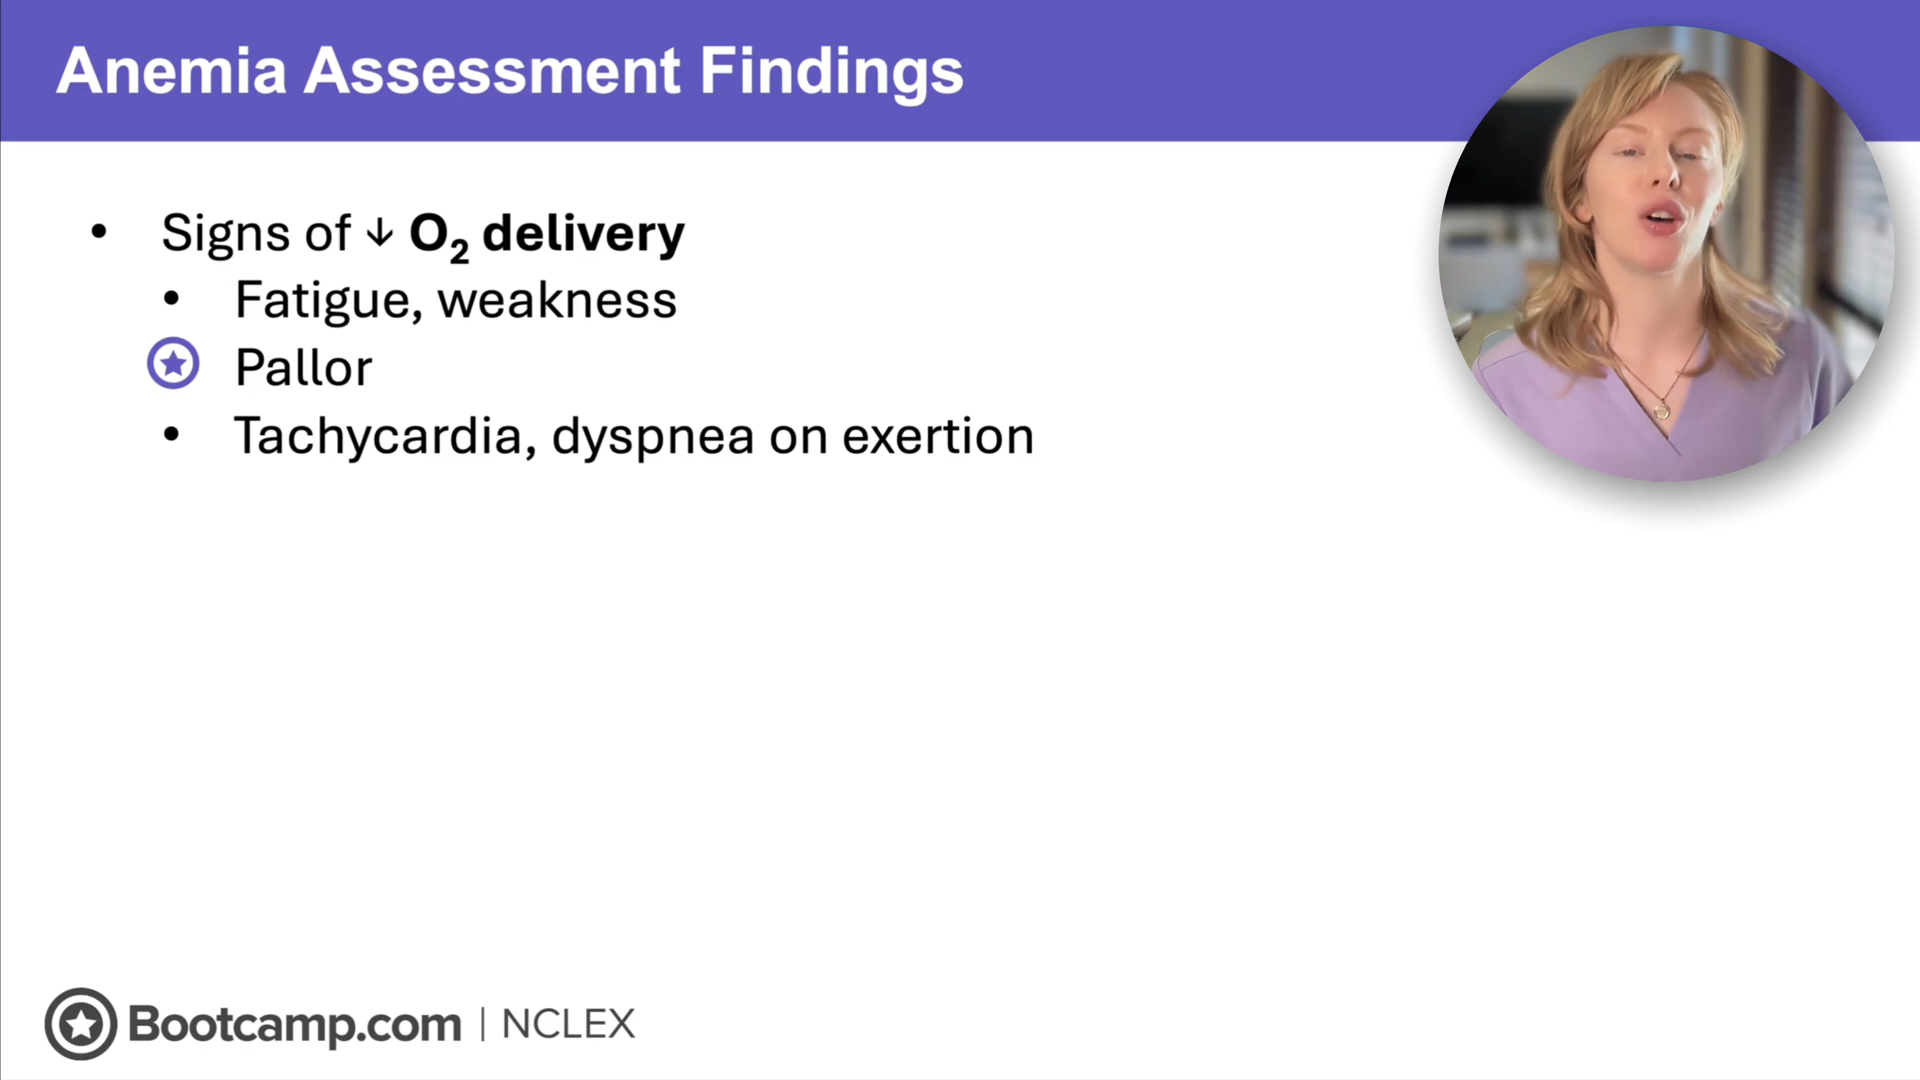 Anemia Assessment Findings
• Signs of ↓ O₂ delivery
• Fatigue, weakness
Pallor
• Tachycardia, dyspnea on exertion
Bootcamp.com | NCLEX